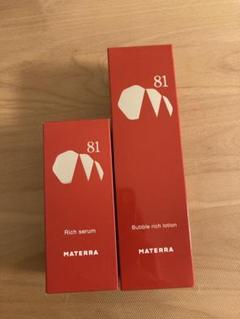 81
Rich serum
MATERRA
81
Bubble rich lotion
MATERRA